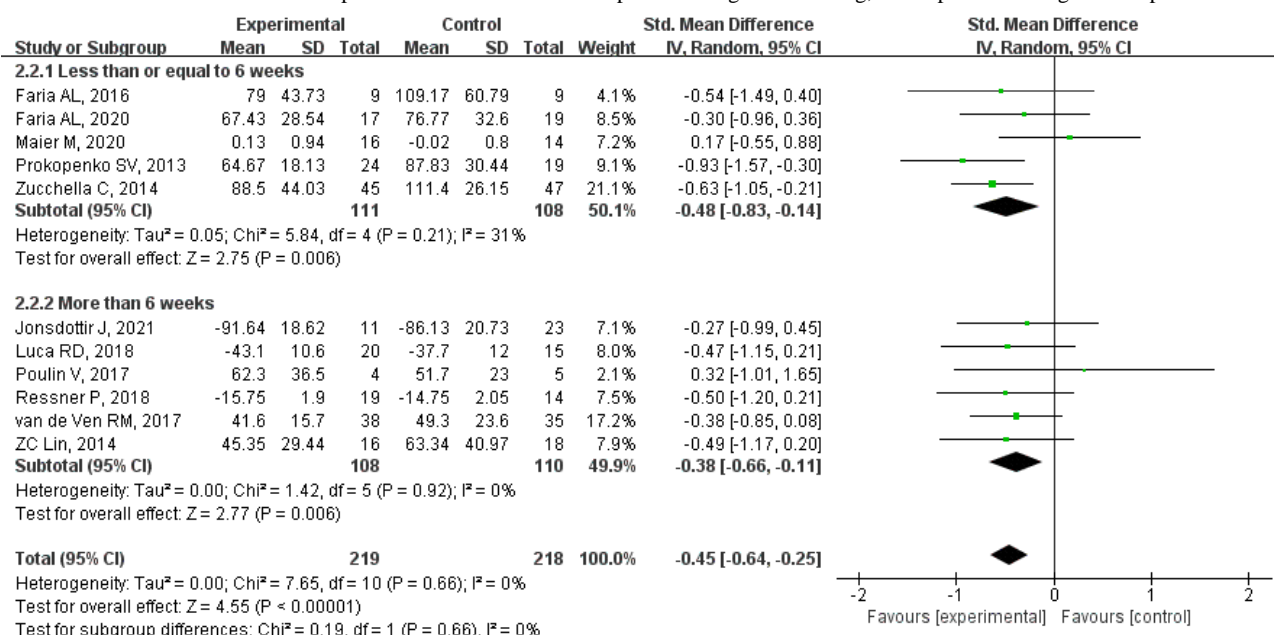 Experimental Control Std. Mean Difference Std. Mean Difference
Study or Subgroup Mean SD Total Mean SD Total Weight IV, Random, 95% CI IV, Random, 95% CI
2.2.1 Less than or equal to 6 weeks
Faria AL, 2016 79 43.73 9 109.17 60.79 9 4.1% -0.54 [-1.49, 0.40]
Faria AL, 2020 67.43 28.54 17 76.77 32.6 19 8.5% -0.30 [-0.96, 0.36]
Maier M, 2020 0.13 0.94 16 -0.02 0.8 14 7.2% 0.17 [-0.55, 0.88]
Prokopenko SV, 2013 64.67 18.13 24 87.83 30.44 19 9.1% -0.93 [-1.57, -0.30]
Zucchella C, 2014 88.5 44.03 45 111.4 26.15 47 21.1% -0.63 [-1.05, -0.21]
Subtotal (95% CI) 111 108 50.1% -0.48 [-0.83, -0.14]
Heterogeneity: Tau² = 0.05; Chi² = 5.84, df = 4 (P = 0.21); I² = 31%
Test for overall effect: Z = 2.75 (P = 0.006)
2.2.2 More than 6 weeks
Jonsdottir J, 2021 -91.64 18.62 11 -86.13 20.73 23 7.1% -0.27 [-0.99, 0.45]
Luca RD, 2018 -43.1 10.6 20 -37.7 12 15 8.0% -0.47 [-1.15, 0.21]
Poulin V, 2017 62.3 36.5 4 51.7 23 5 2.1% 0.32 [-1.01, 1.65]
Ressner P, 2018 -15.75 1.9 19 -14.75 2.05 14 7.5% -0.50 [-1.20, 0.21]
van de Ven RM, 2017 41.6 15.7 38 49.3 23.6 35 17.2% -0.38 [-0.85, 0.08]
ZC Lin, 2014 45.35 29.44 16 63.34 40.97 18 7.9% -0.49 [-1.17, 0.20]
Subtotal (95% CI) 108 110 49.9% -0.38 [-0.66, -0.11]
Heterogeneity: Tau² = 0.00; Chi² = 1.42, df = 5 (P = 0.92); I² = 0%
Test for overall effect: Z = 2.77 (P = 0.006)
Total (95% CI) 219 218 100.0% -0.45 [-0.64, -0.25]
Heterogeneity: Tau² = 0.00; Chi² = 7.65, df = 10 (P = 0.66); I² = 0%
Test for overall effect: Z = 4.55 (P < 0.00001)
Test for subgroup differences: Chi² = 0.19, df = 1 (P = 0.66), I² = 0%
-2 -1 0 1 2
Favours [experimental] Favours [control]